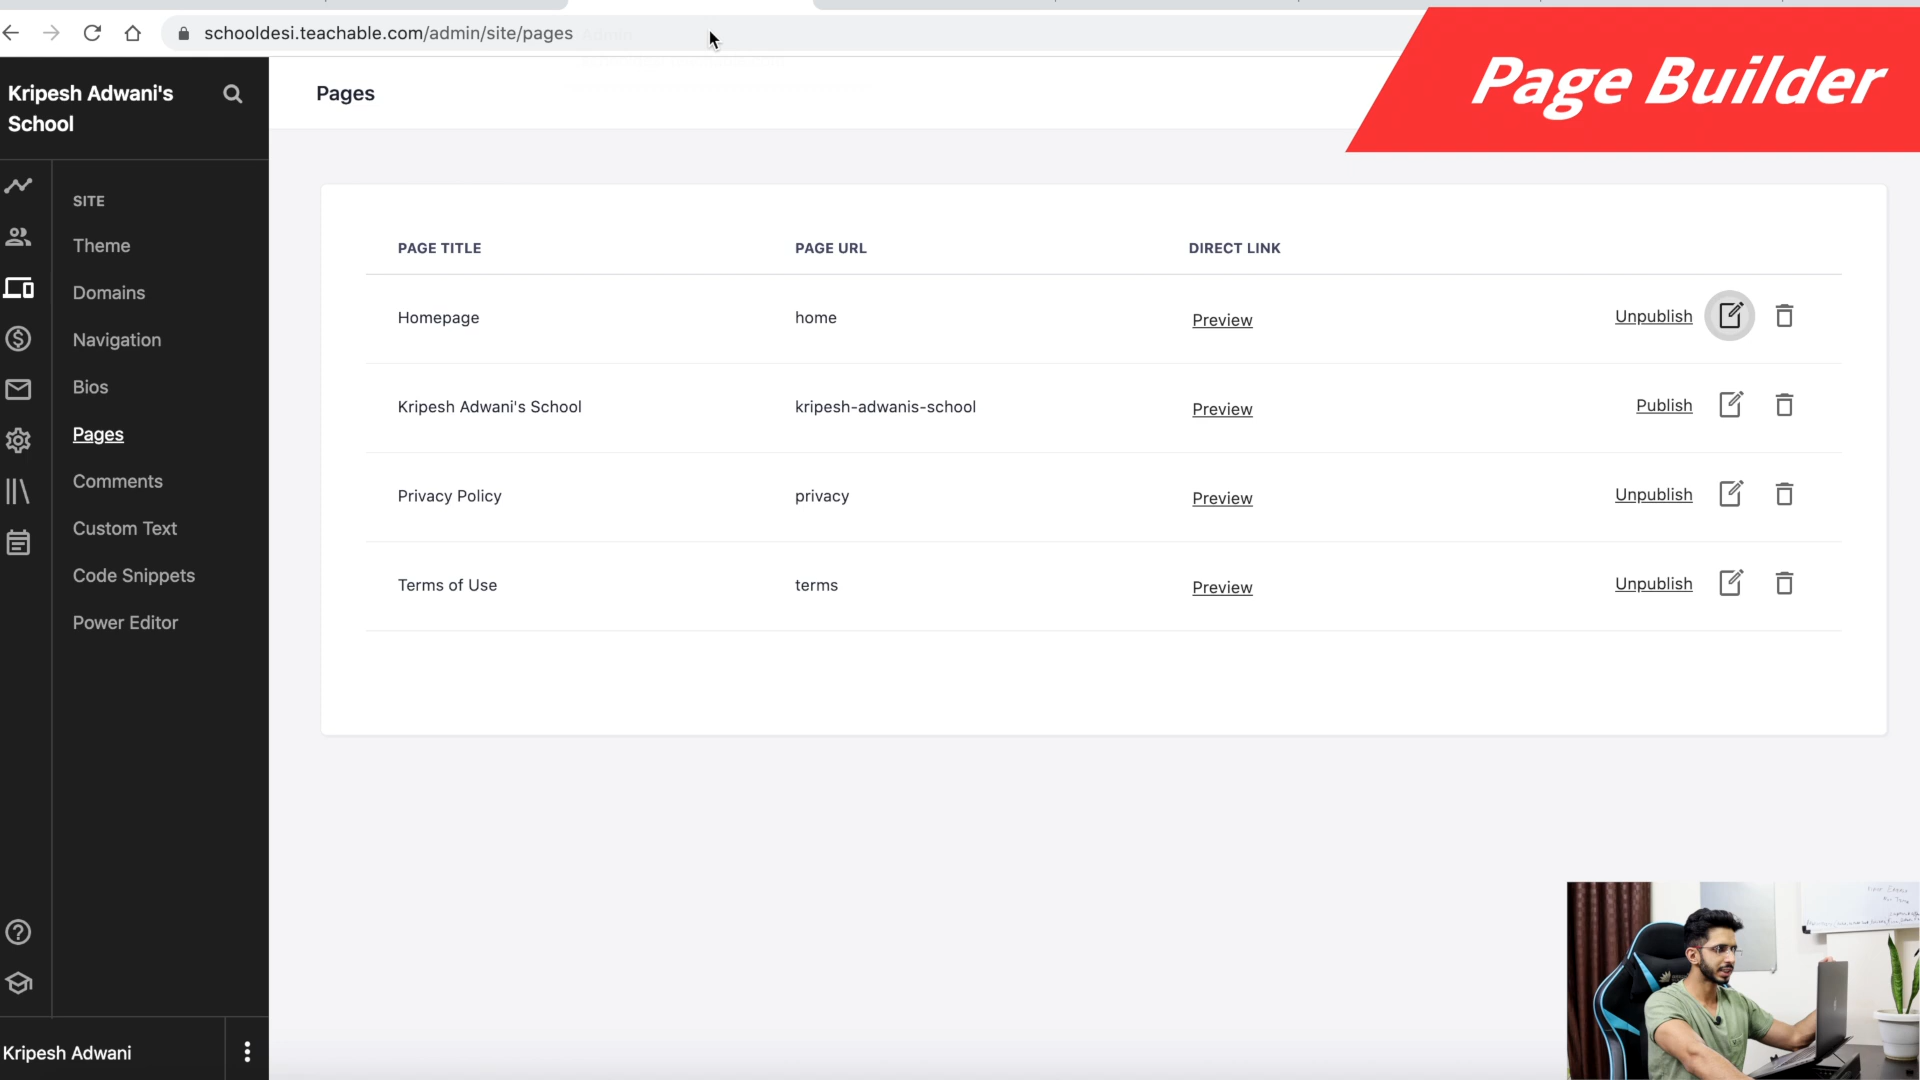 schooldesi.teachable.com/admin/site/pages
Page Builder
Kripesh Adwani's
School
Pages
SITE
Theme
Domains
Navigation
Bios
Pages
Comments
Custom Text
Code Snippets
Power Editor
PAGE TITLE PAGE URL DIRECT LINK
Homepage home Preview Unpublish
Kripesh Adwani's School kripesh-adwanis-school Preview Publish
Privacy Policy privacy Preview Unpublish
Terms of Use terms Preview Unpublish
Kripesh Adwani